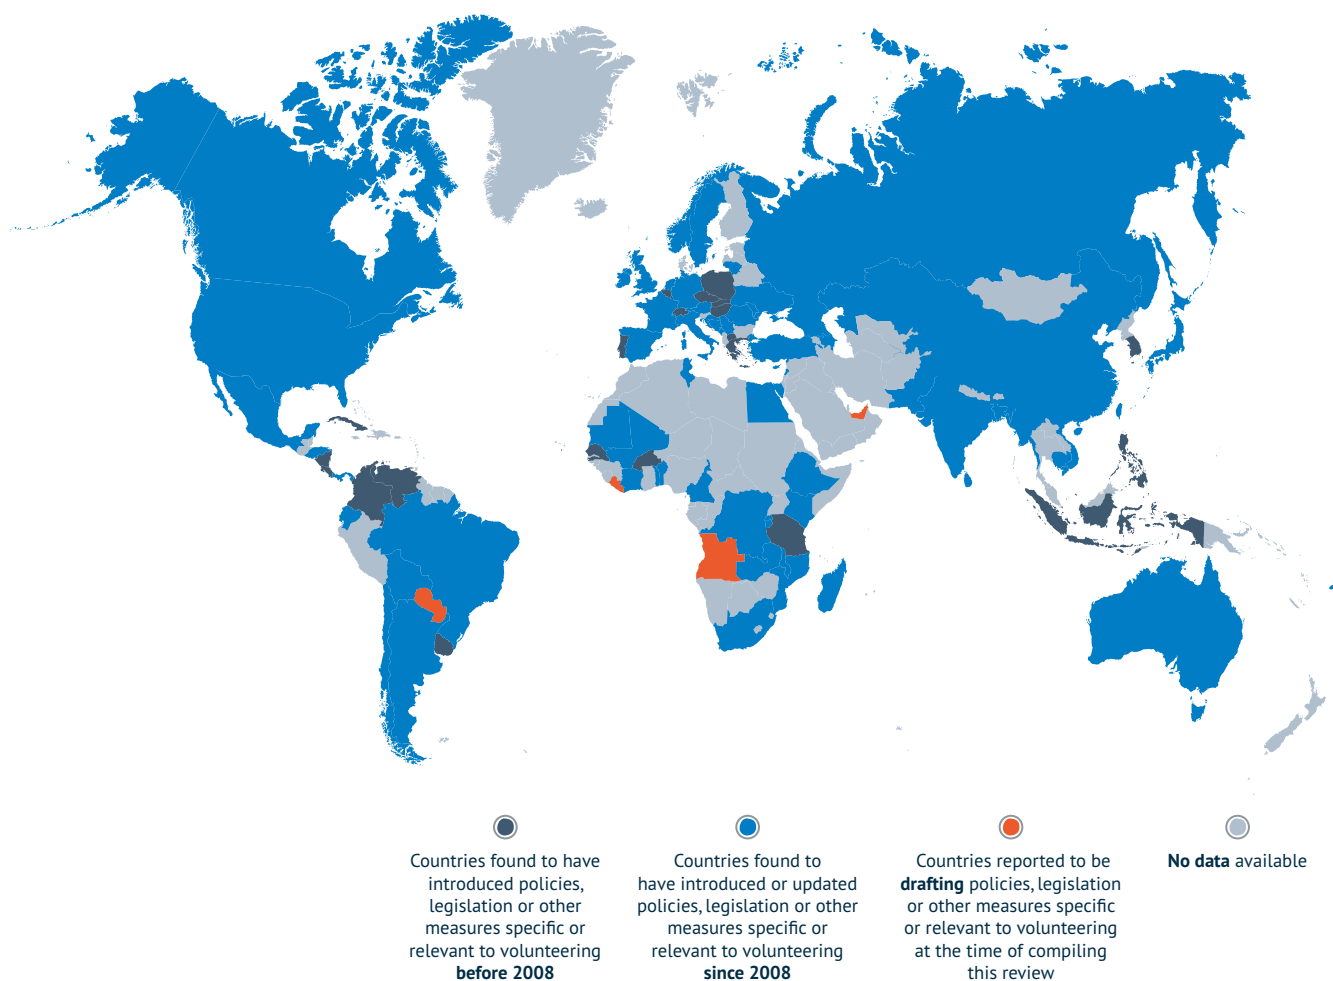 Countries found to have
introduced policies,
legislation or other
measures specific or
relevant to volunteering
before 2008
Countries found to
have introduced or updated
policies, legislation or other
measures specific or
relevant to volunteering
since 2008
Countries reported to be
drafting policies, legislation
or other measures specific
or relevant to volunteering
at the time of compiling
this review
No data available